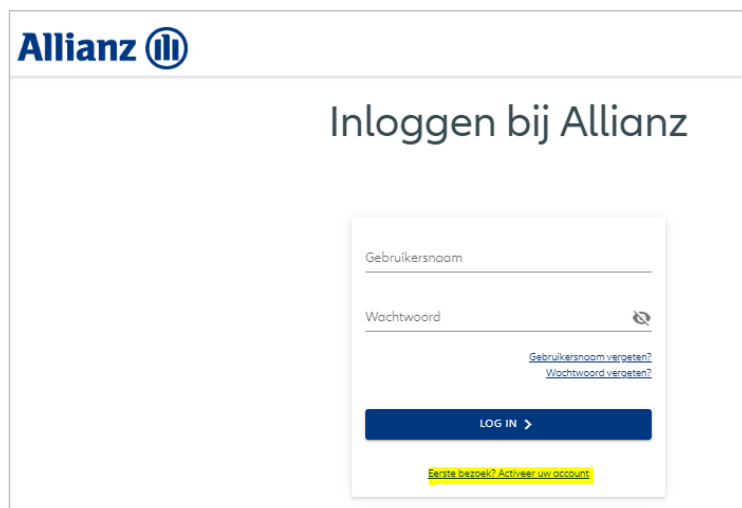 Allianz
Inloggen bij Allianz
Gebruikersnaam
Wachtwoord
Gebruikersnaam vergeten?
Wachtwoord vergeten?
LOG IN
Eerste bezoek? Activeer uw account